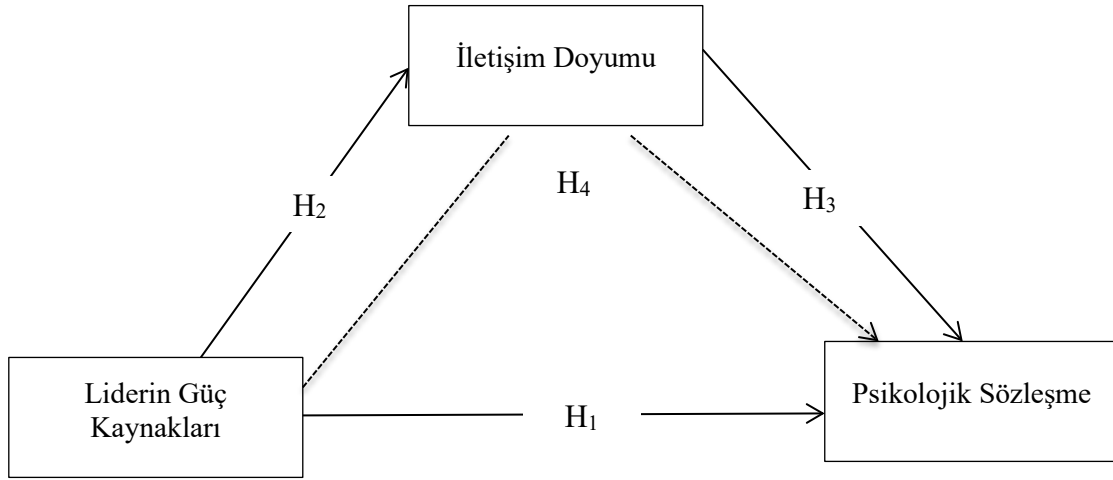 İletişim Doyumu
H₄
H₂
H₃
Liderin Güç
Kaynakları
Psikolojik Sözleşme
H₁